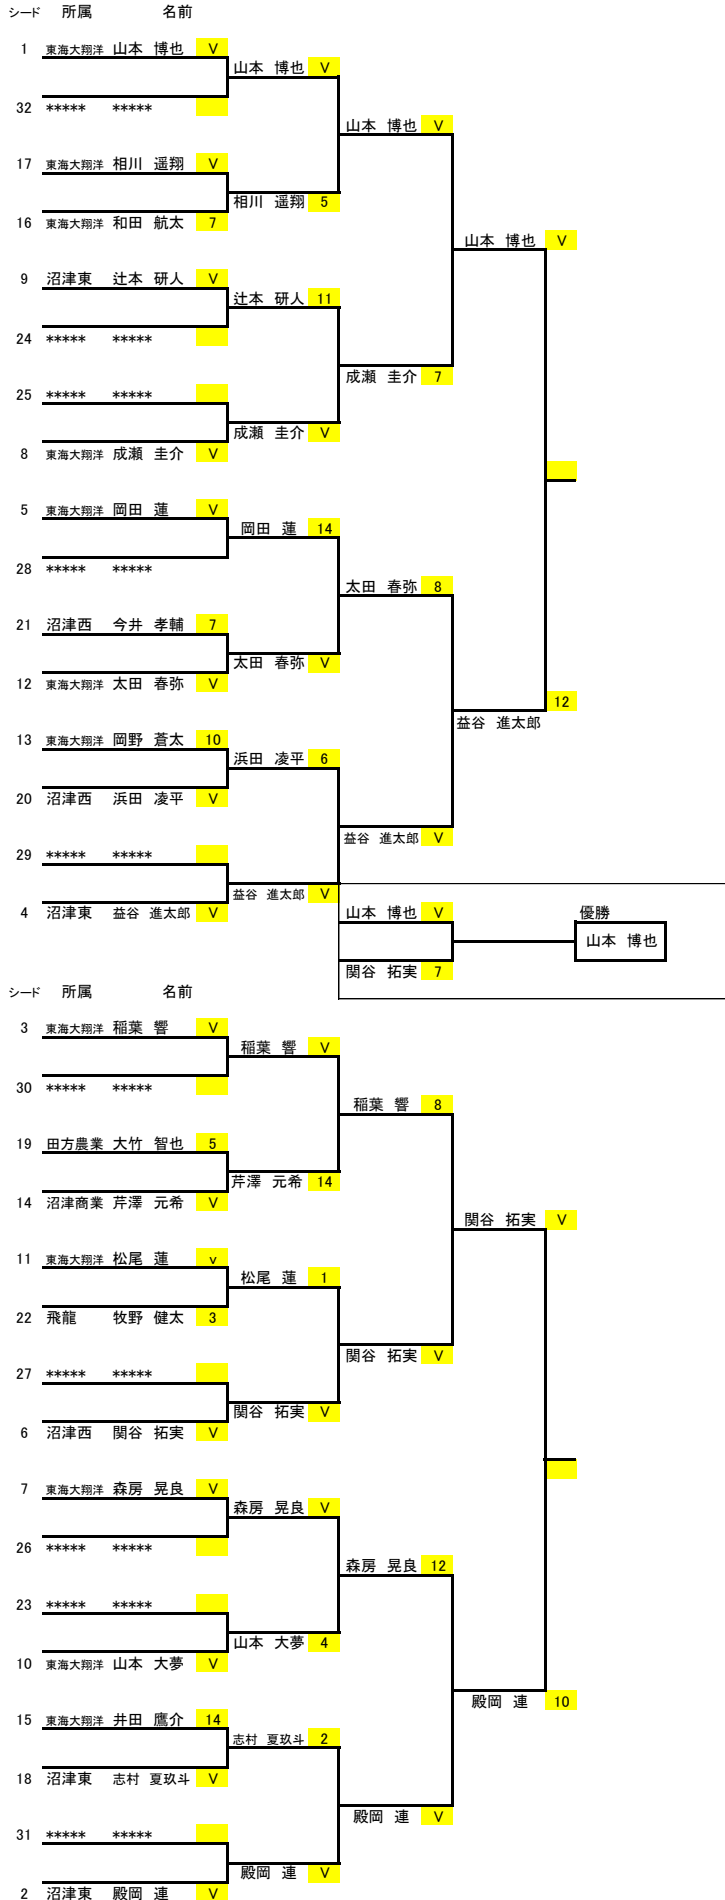 シード 所属 名前
1 東海大翔洋 山本 博也 V
山本 博也 V
32 ***** *****
山本 博也 V
17 東海大翔洋 相川 遥翔 V
相川 遥翔 5
16 東海大翔洋 和田 航太 7
山本 博也 V
9 沼津東 辻本 研人 V
辻本 研人 11
24 ***** *****
成瀬 圭介 7
25 ***** *****
成瀬 圭介 V
8 東海大翔洋 成瀬 圭介 V
5 東海大翔洋 岡田 蓮 V
岡田 蓮 14
28 ***** *****
太田 春弥 8
21 沼津西 今井 孝輔 7
太田 春弥 V
12 東海大翔洋 太田 春弥 V
益谷 進太郎 12
13 東海大翔洋 岡野 蒼太 10
浜田 凌平 6
20 沼津西 浜田 凌平 V
益谷 進太郎 V
29 ***** *****
益谷 進太郎 V
4 沼津東 益谷 進太郎 V
山本 博也 V 優勝
山本 博也
関谷 拓実 7
シード 所属 名前
3 東海大翔洋 稲葉 響 V
稲葉 響 V
30 ***** *****
稲葉 響 8
19 田方農業 大竹 智也 5
芹澤 元希 14
14 沼津商業 芹澤 元希 V
関谷 拓実 V
11 東海大翔洋 松尾 蓮 v
松尾 蓮 1
22 飛龍 牧野 健太 3
関谷 拓実 V
27 ***** *****
関谷 拓実 V
6 沼津西 関谷 拓実 V
7 東海大翔洋 森房 晃良 V
森房 晃良 V
26 ***** *****
森房 晃良 12
23 ***** *****
山本 大夢 4
10 東海大翔洋 山本 大夢 V
殿岡 連 10
15 東海大翔洋 井田 鷹介 14
志村 夏玖斗 2
18 沼津東 志村 夏玖斗 V
殿岡 連 V
31 ***** *****
殿岡 連 V
2 沼津東 殿岡 連 V